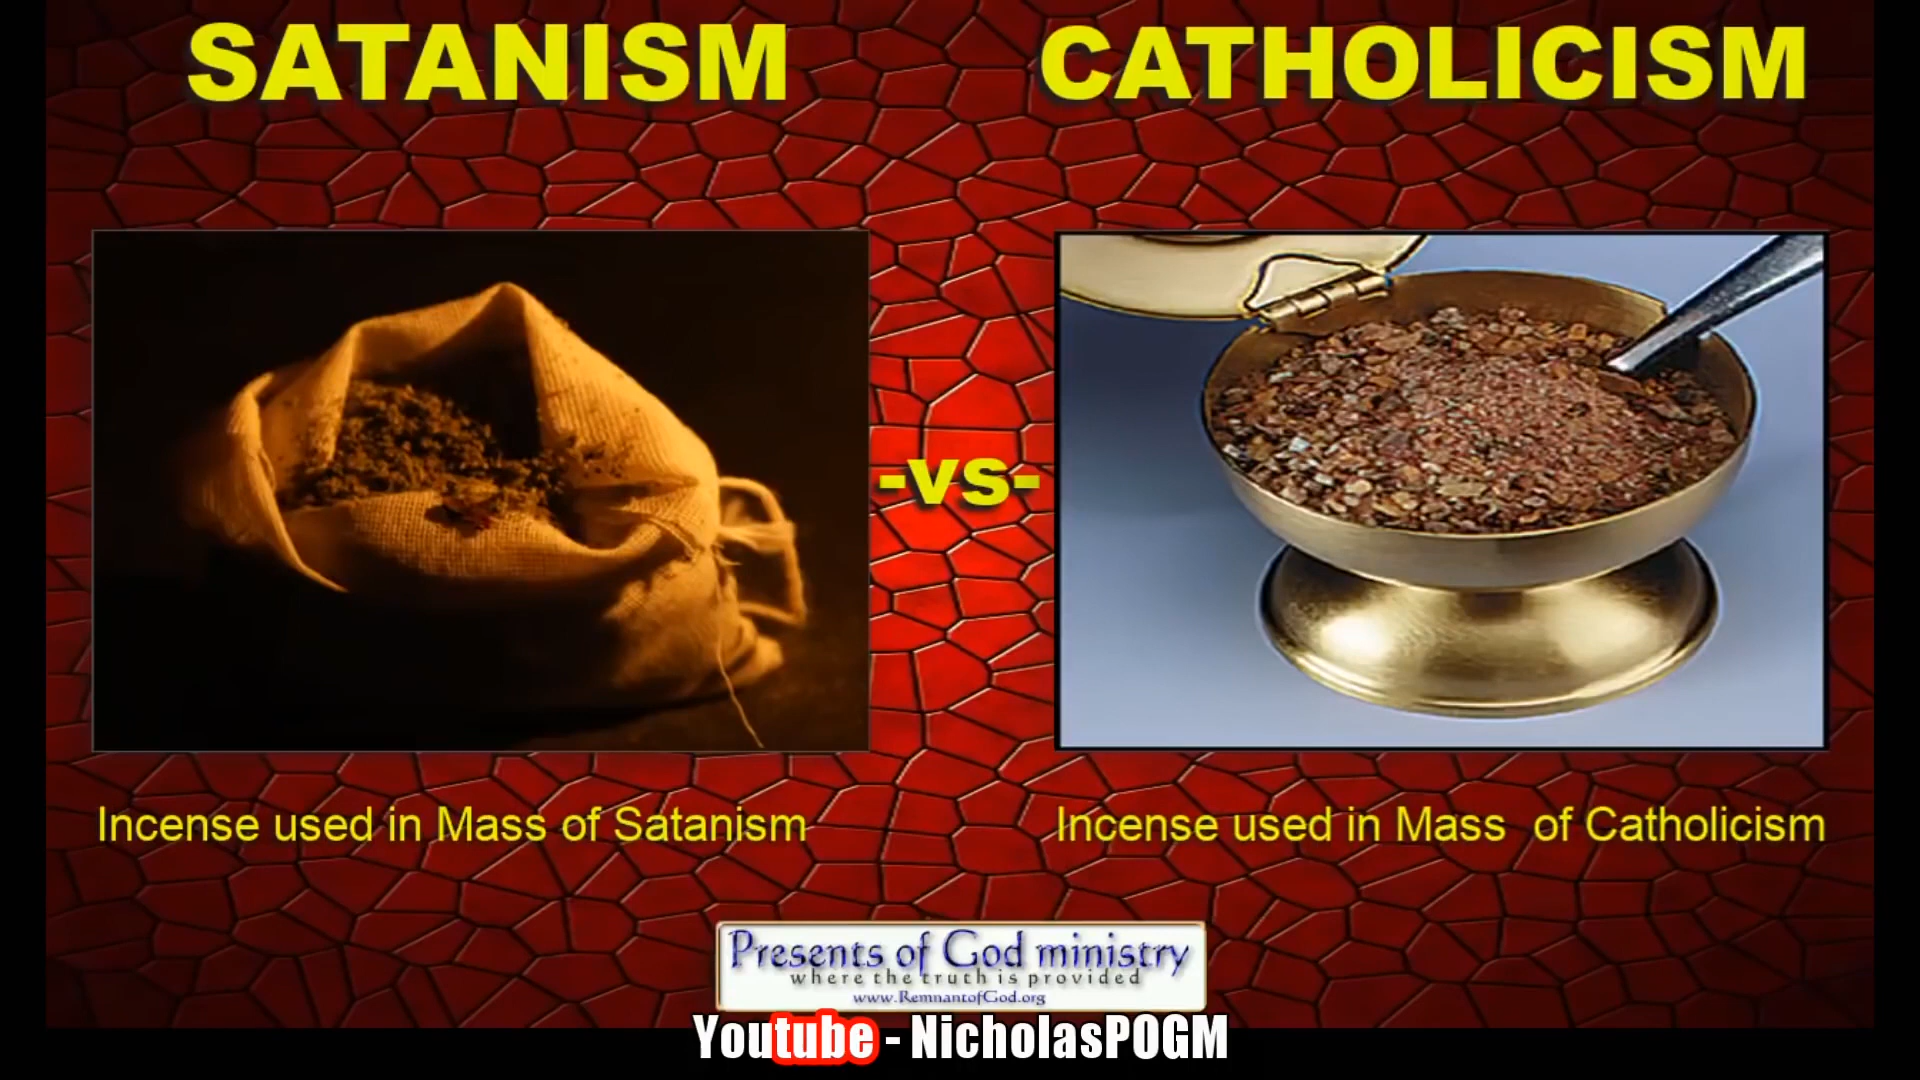 SATANISM
CATHOLICISM
-vs-
Incense used in Mass of Satanism
Incense used in Mass of Catholicism
Presents of God ministry
where the truth is provided
www.RemnantofGod.org
Youtube - NicholasPOGM